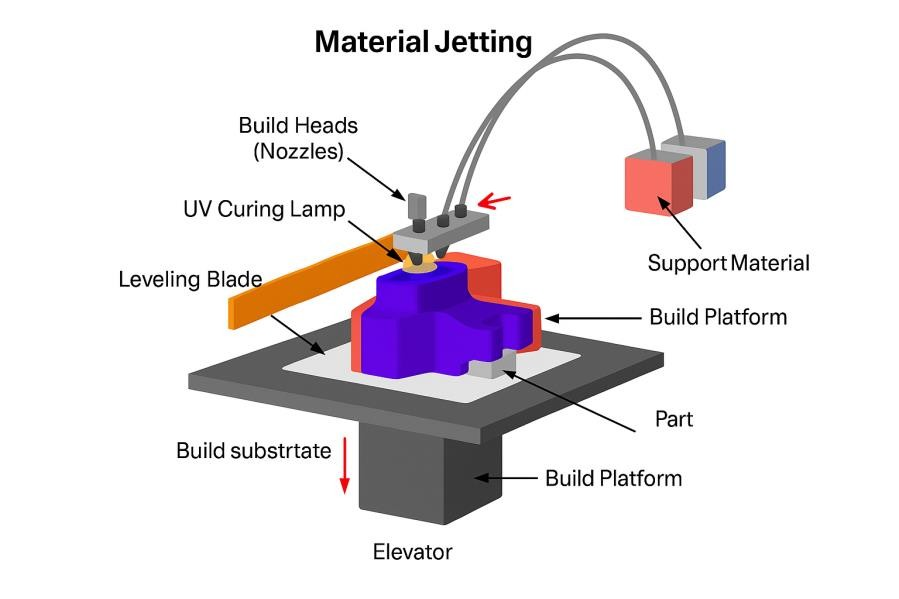 Material Jetting
Build Heads
(Nozzles)
UV Curing Lamp
Leveling Blade
Support Material
Build Platform
Part
Build substrtate
Build Platform
Elevator